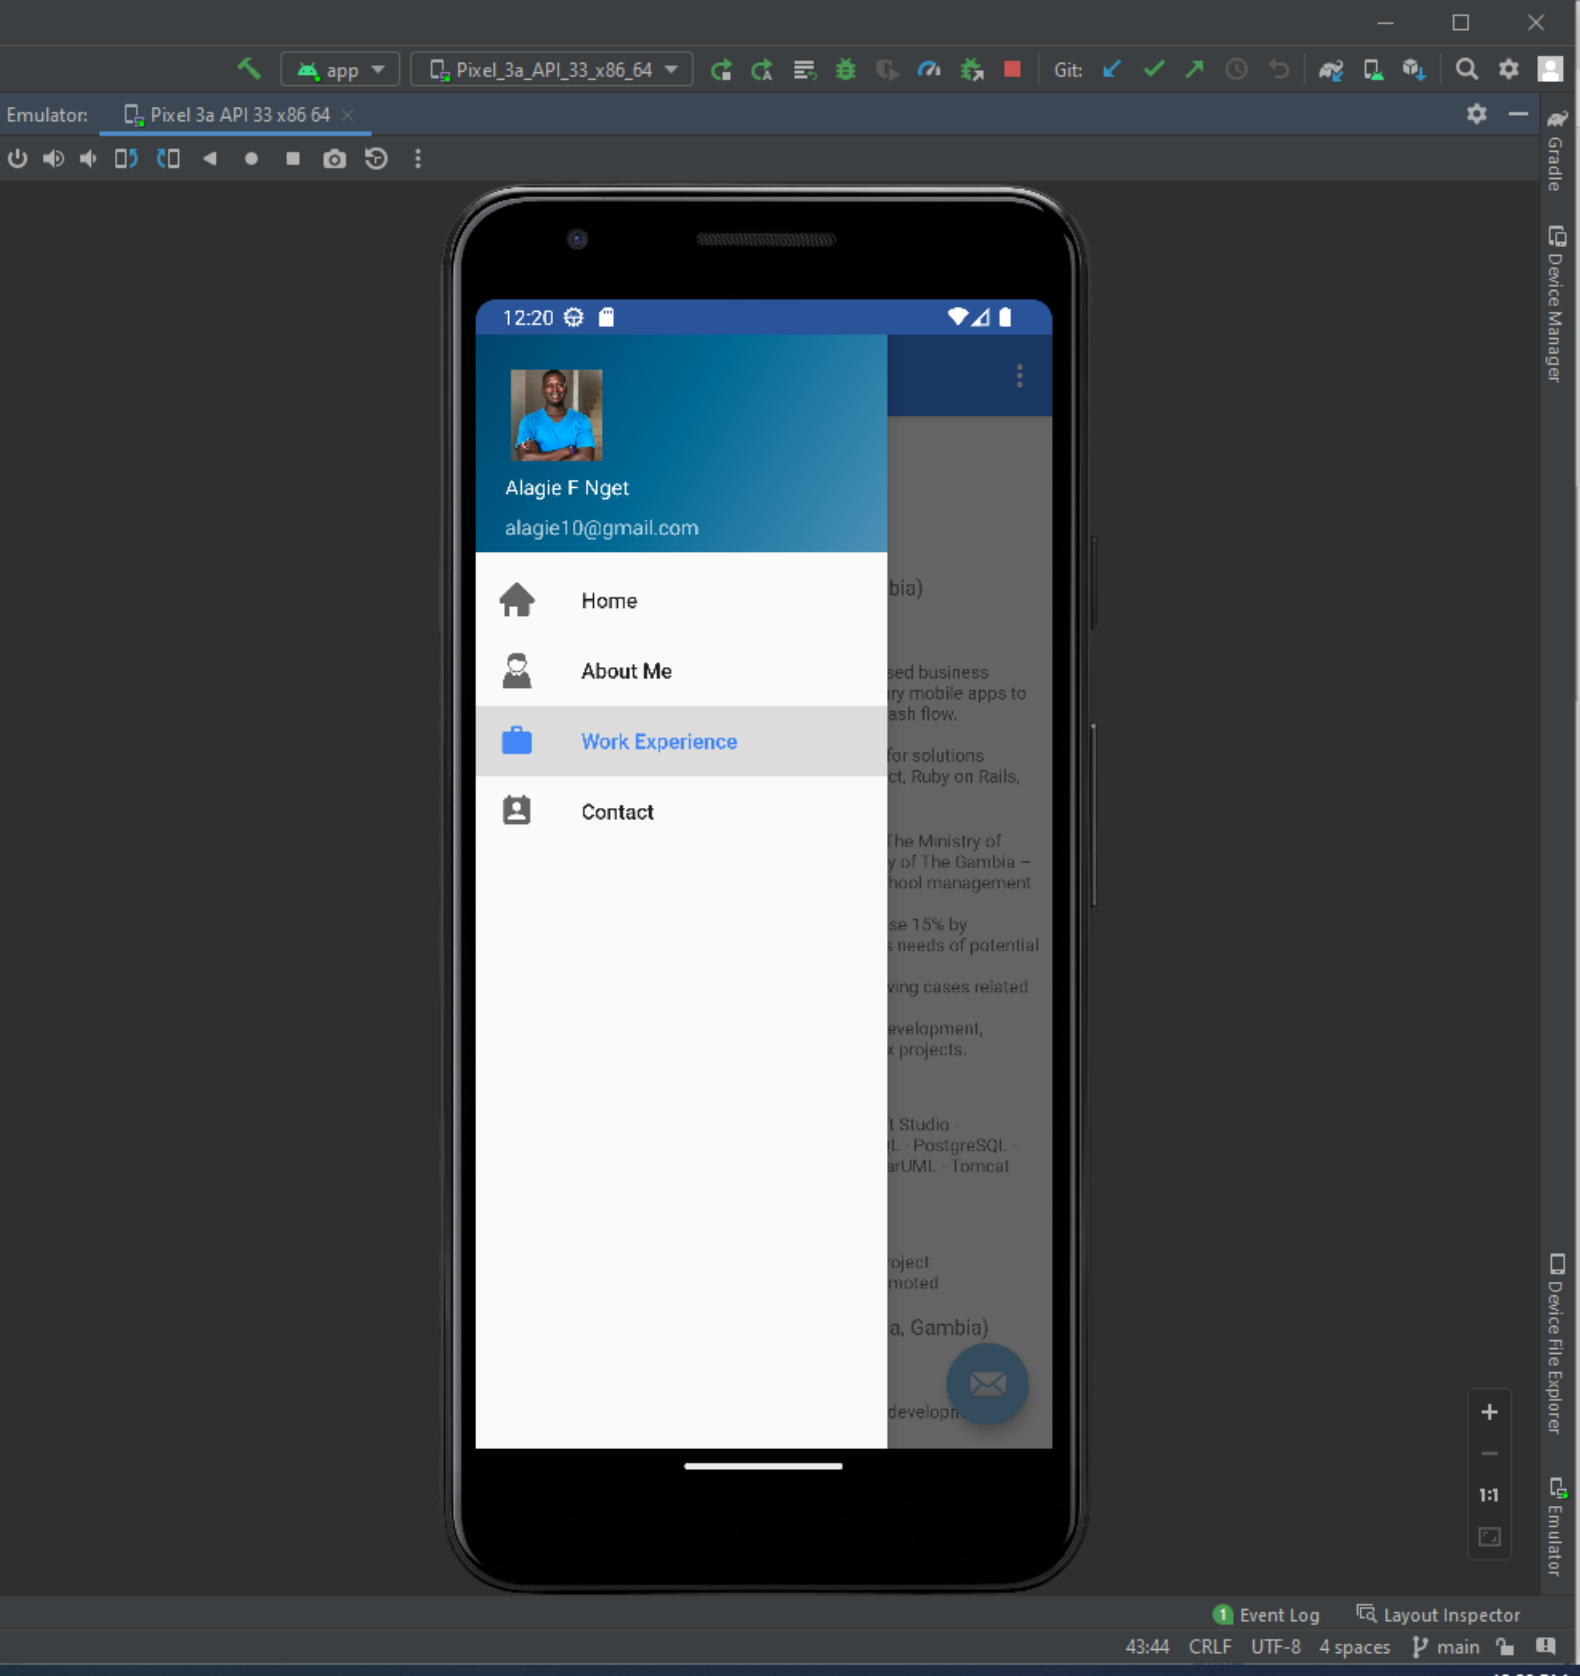 app
Pixel_3a_API_33_x86_64
Git:
Emulator:
Pixel 3a API 33 x86 64
Gradle
Device Manager
12:20
Alagie F Nget
alagie10@gmail.com
Home
About Me
Work Experience
Contact
bia)
sed business
ry mobile apps to
ash flow.
for solutions
ct, Ruby on Rails,
The Ministry of
y of The Gambia –
hool management
se 15% by
s needs of potential
ving cases related
evelopment,
x projects.
t Studio -
L - PostgreSQL -
arUML - Tomcat
roject
moted
a, Gambia)
develop
Device File Explorer
1:1
Emulator
1 Event Log
Layout Inspector
43:44 CRLF UTF-8 4 spaces main